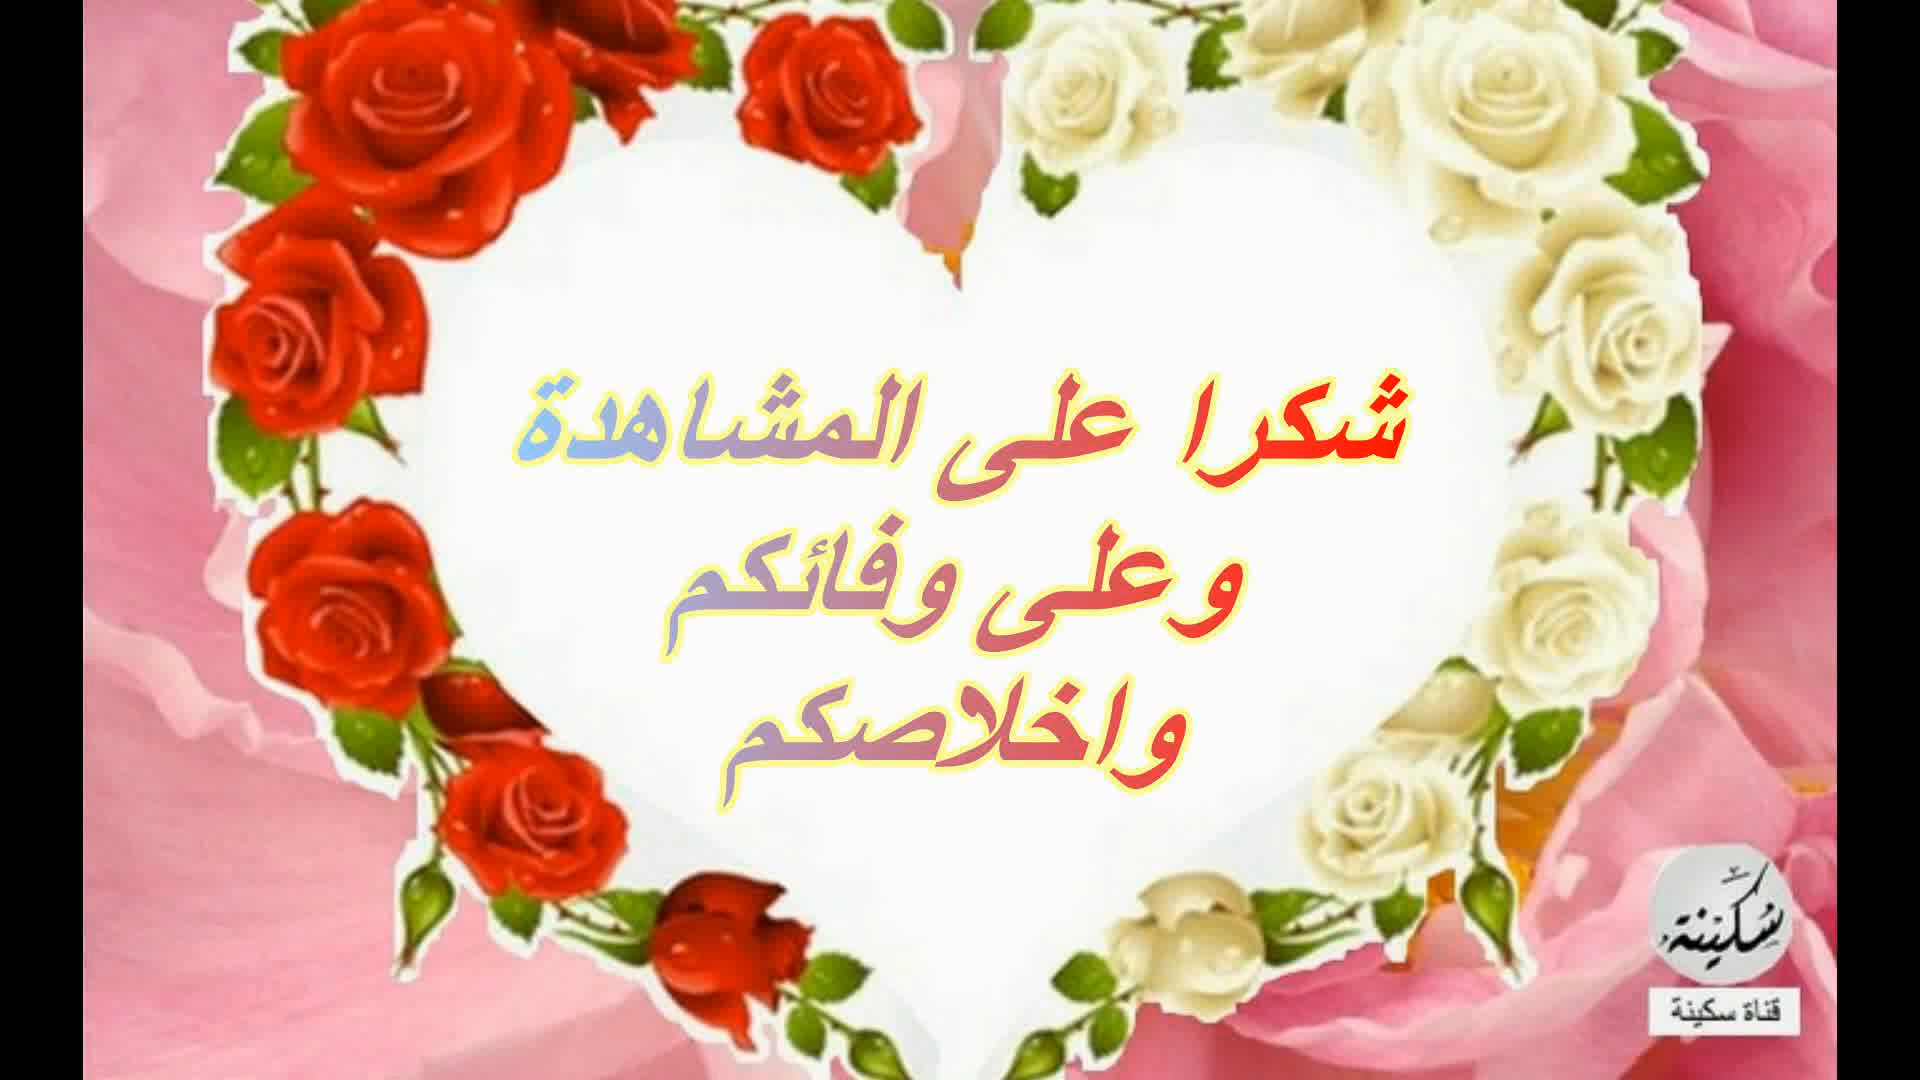 شكرا على المشاهدة
وعلى وفائكم
واخلاصكم
سكينة
قناة سكينة